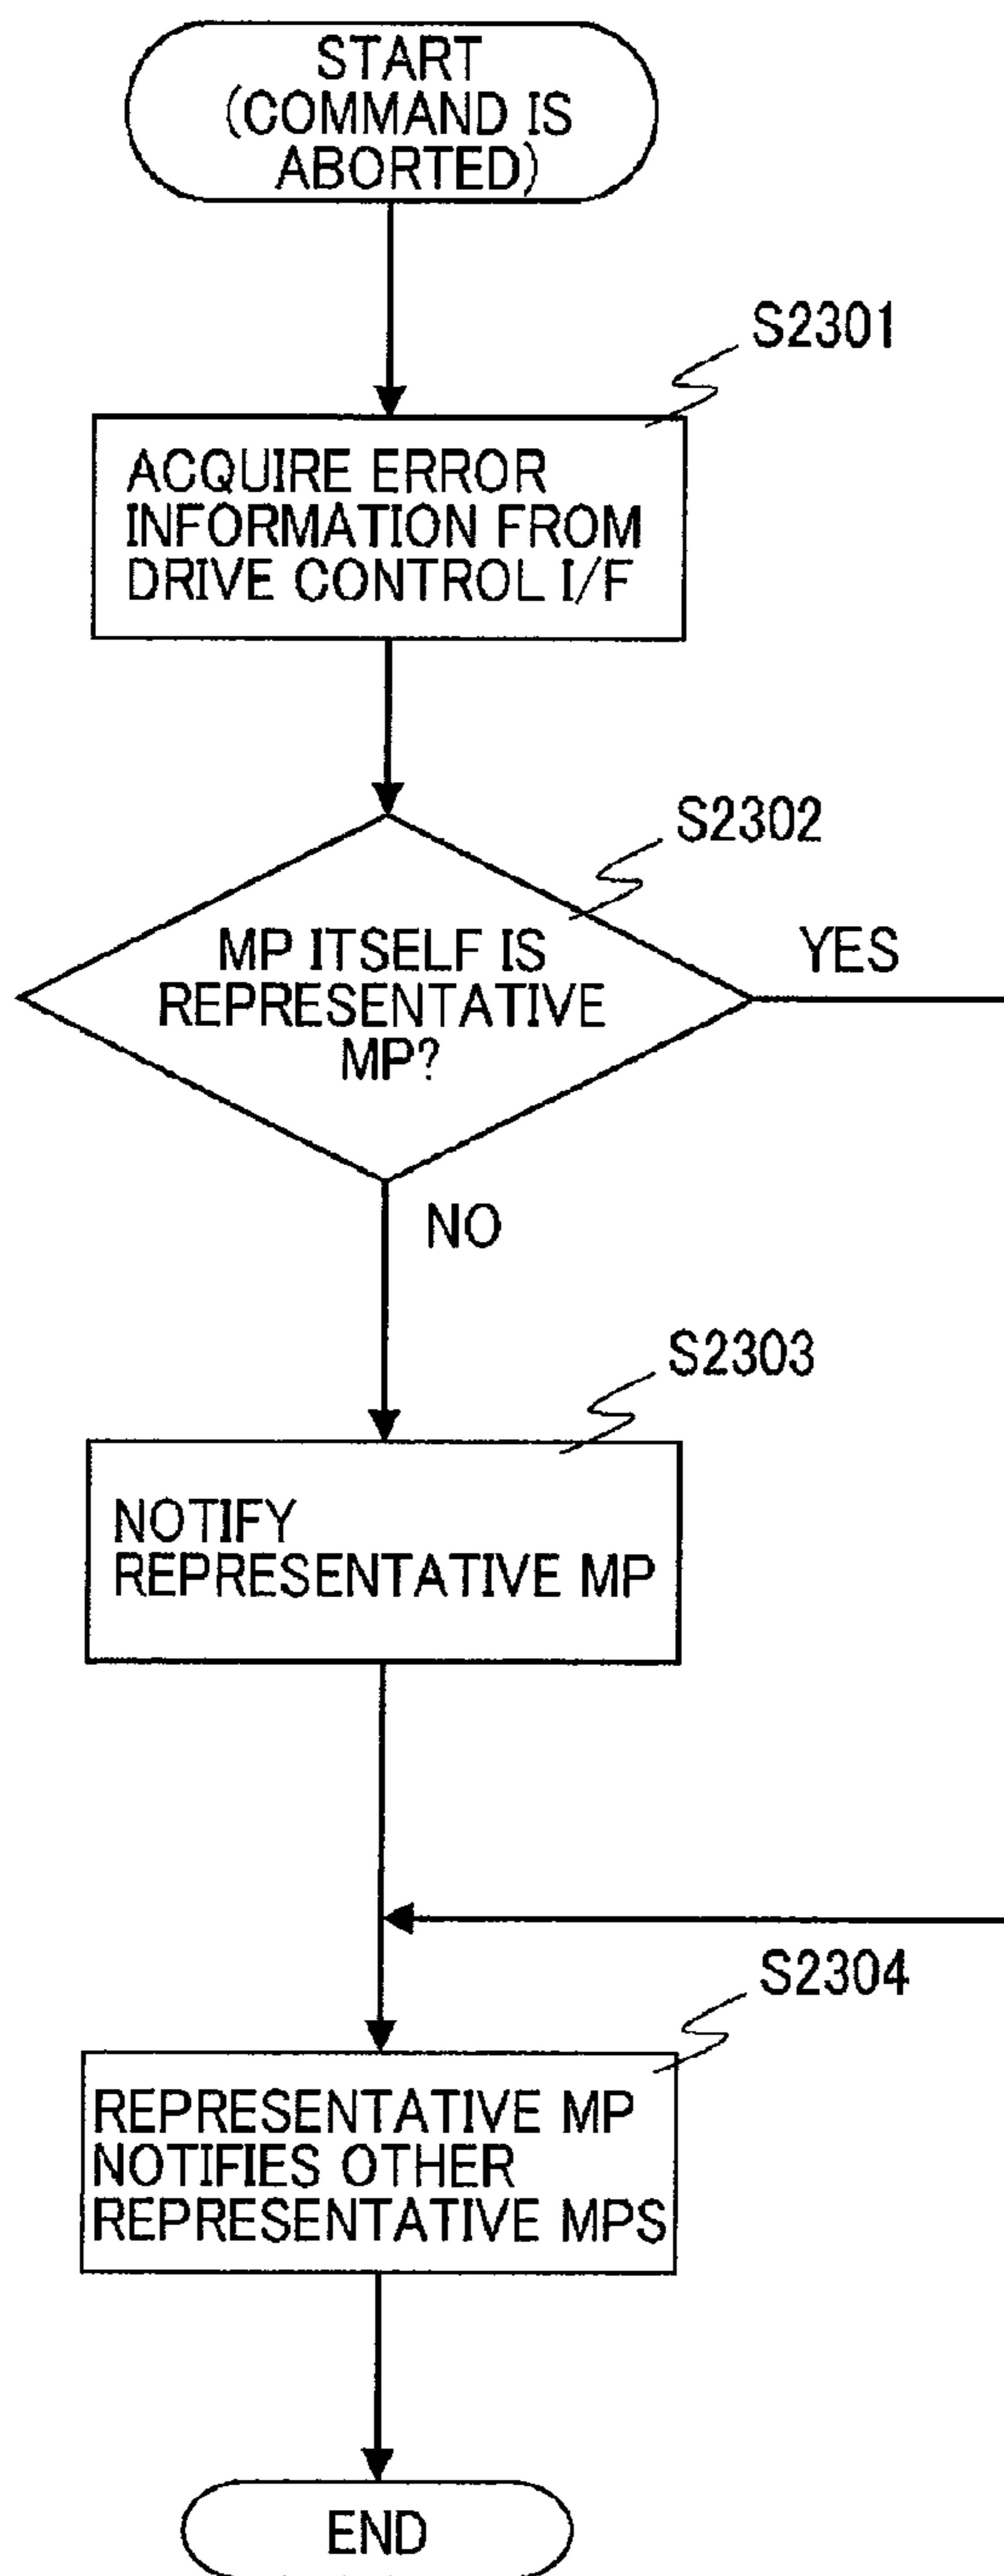 START
(COMMAND IS
ABORTED)
S2301
ACQUIRE ERROR
INFORMATION FROM
DRIVE CONTROL I/F
S2302
MP ITSELF IS
REPRESENTATIVE
MP?
YES
NO
S2303
NOTIFY
REPRESENTATIVE MP
S2304
REPRESENTATIVE MP
NOTIFIES OTHER
REPRESENTATIVE MPS
END